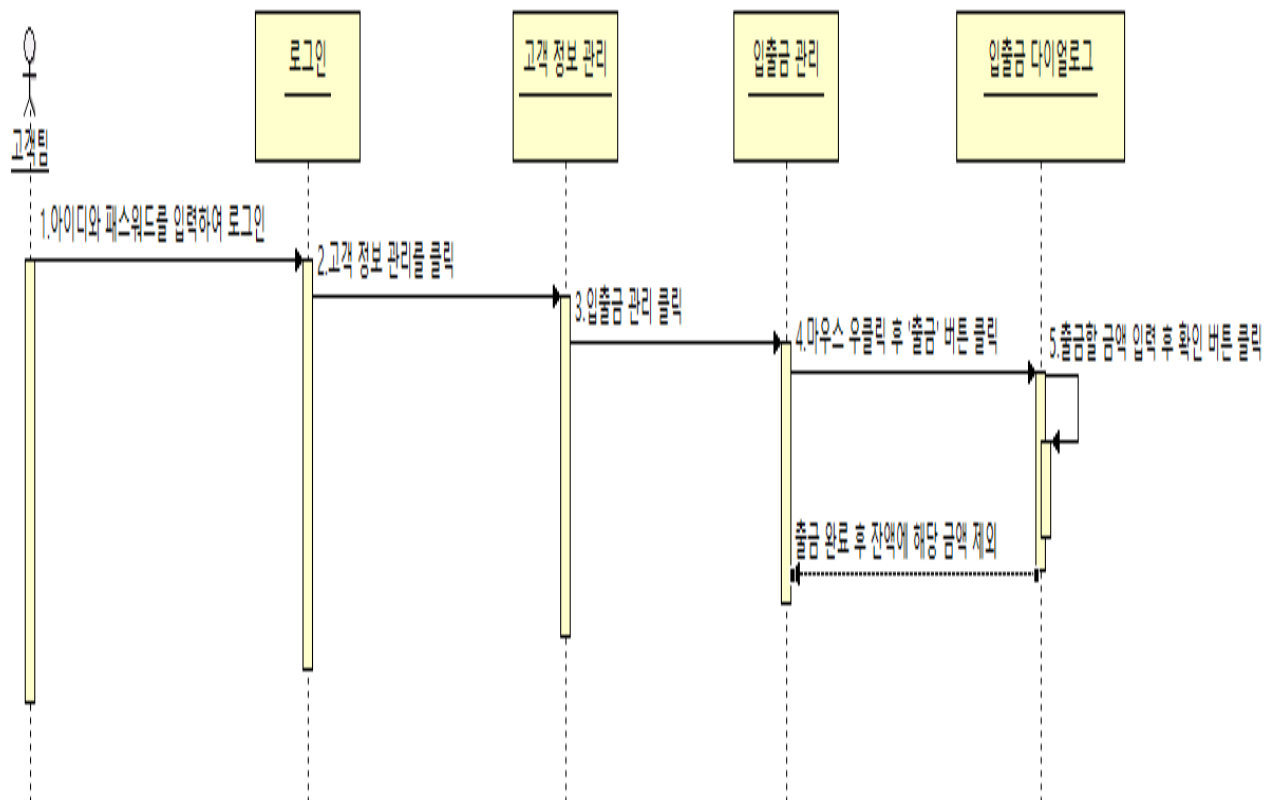 로그인
고객 정보 관리
입출금 관리
입출금 다이얼로그
고객팀
1.아이디와 패스워드를 입력하여 로그인
2.고객 정보 관리를 클릭
3.입출금 관리 클릭
4.마우스 우클릭 후 '출금' 버튼 클릭
5.출금할 금액 입력 후 확인 버튼 클릭
출금 완료 후 잔액에 해당 금액 제외